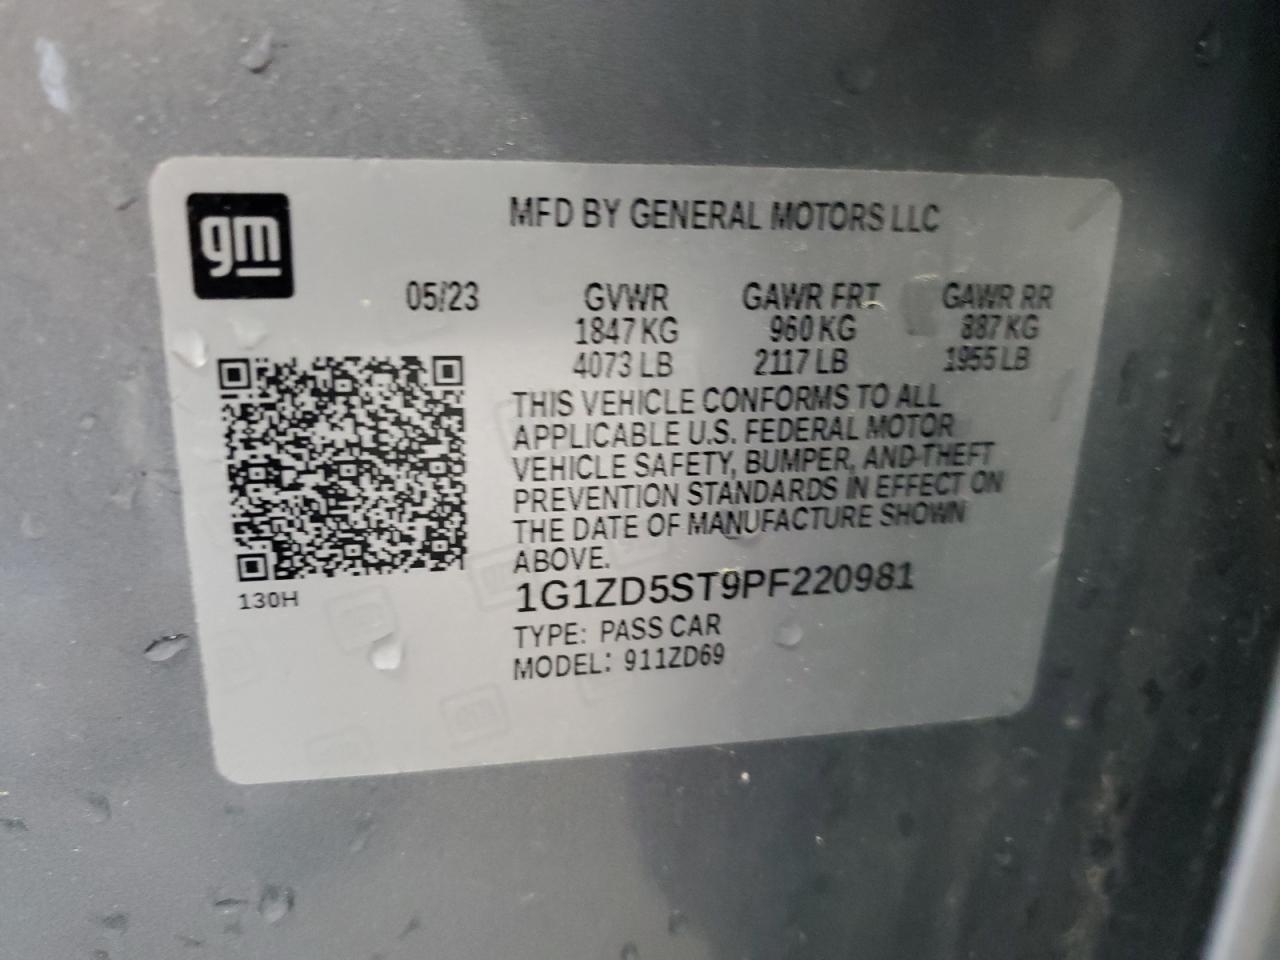 gm
MFD BY GENERAL MOTORS LLC
05/23 GVWR GAWR FRT GAWR RR
1847 KG 960 KG 887 KG
4073 LB 2117 LB 1955 LB
THIS VEHICLE CONFORMS TO ALL
APPLICABLE U.S. FEDERAL MOTOR
VEHICLE SAFETY, BUMPER, AND THEFT
PREVENTION STANDARDS IN EFFECT ON
THE DATE OF MANUFACTURE SHOWN
ABOVE.
1G1ZD5ST9PF220981
130H
TYPE: PASS CAR
MODEL: 911ZD69